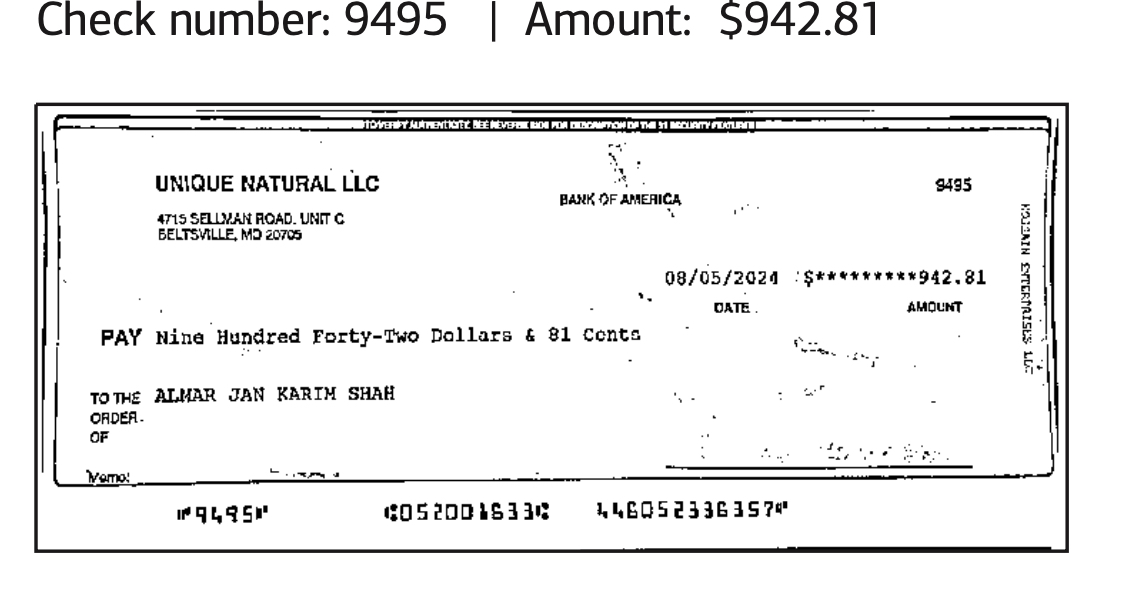 Check number: 9495 | Amount: $942.81
TO VERIFY AUTHENTICITY, SEE REVERSE SIDE FOR DESCRIPTION OF THE 11 SECURITY FEATURES
UNIQUE NATURAL LLC
4715 SELLMAN ROAD, UNIT C
BELTSVILLE, MD 20705
BANK OF AMERICA
9495
08/05/2024 $*********942.81
DATE
AMOUNT
PAY Nine Hundred Forty-Two Dollars & 81 Cents
TO THE ORDER OF
ALMAR JAN KARIM SHAH
Memo:
⑈9495⑈ ⑆052001633⑆ 446052336357⑈